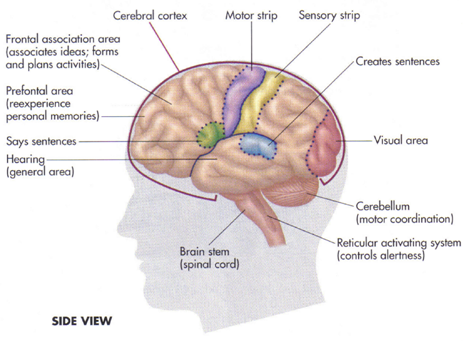 Cerebral cortex
Motor strip
Sensory strip
Frontal association area
(associates ideas; forms
and plans activities)
Creates sentences
Prefontal area
(reexperience
personal memories)
Says sentences
Visual area
Hearing
(general area)
Cerebellum
(motor coordination)
Brain stem
(spinal cord)
Reticular activating system
(controls alertness)
SIDE VIEW